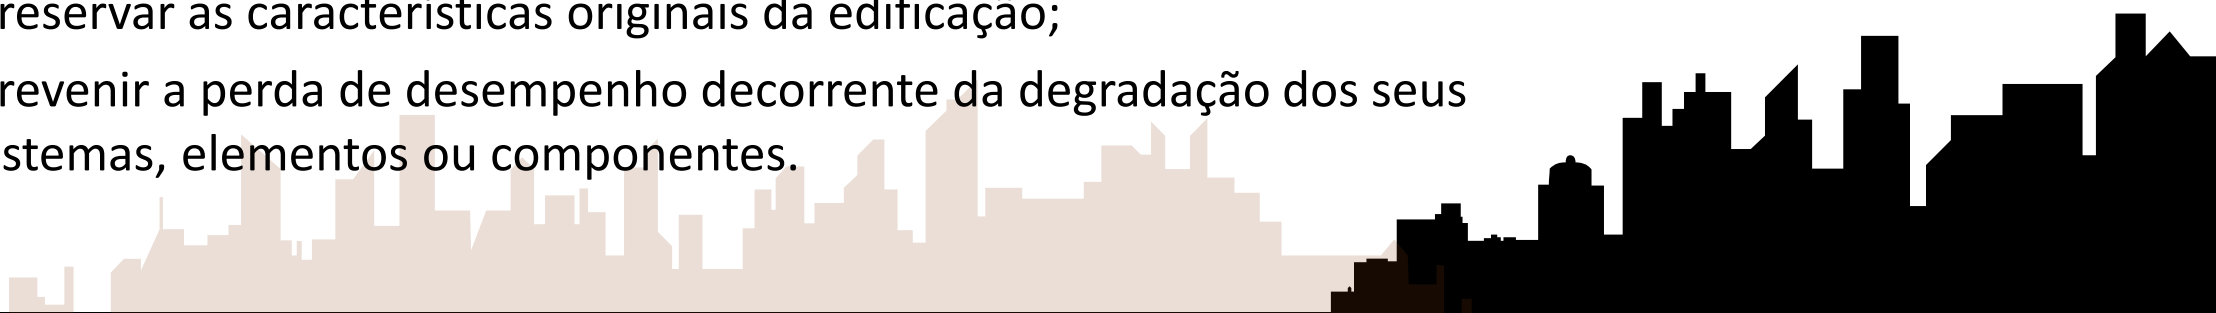 reservar as características originais da edificação;
revenir a perda de desempenho decorrente da degradação dos seus
stemas, elementos ou componentes.